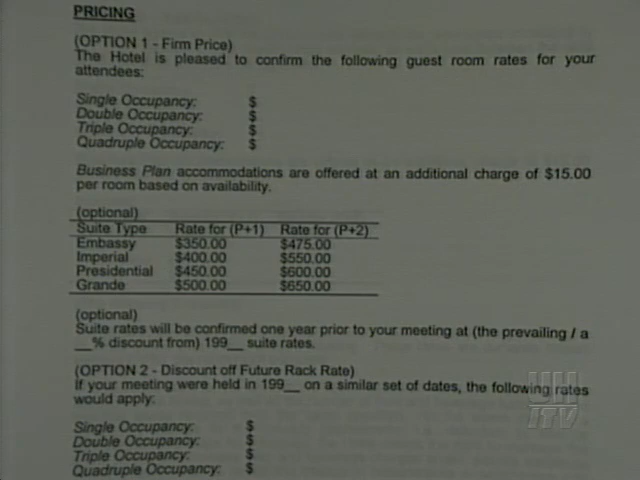 PRICING
(OPTION 1 - Firm Price)
The Hotel is pleased to confirm the following guest room rates for your
attendees:
Single Occupancy: $
Double Occupancy: $
Triple Occupancy: $
Quadruple Occupancy: $
Business Plan accommodations are offered at an additional charge of $15.00
per room based on availability.
(optional)
Suite Type Rate for (P+1) Rate for (P+2)
Embassy $350.00 $475.00
Imperial $400.00 $550.00
Presidential $450.00 $600.00
Grande $500.00 $650.00
(optional)
Suite rates will be confirmed one year prior to your meeting at (the prevailing / a
__% discount from) 199__ suite rates.
(OPTION 2 - Discount off Future Rack Rate)
If your meeting were held in 199__ on a similar set of dates, the following rates
would apply:
Single Occupancy: $
Double Occupancy: $
Triple Occupancy: $
Quadruple Occupancy: $
UH
ITV